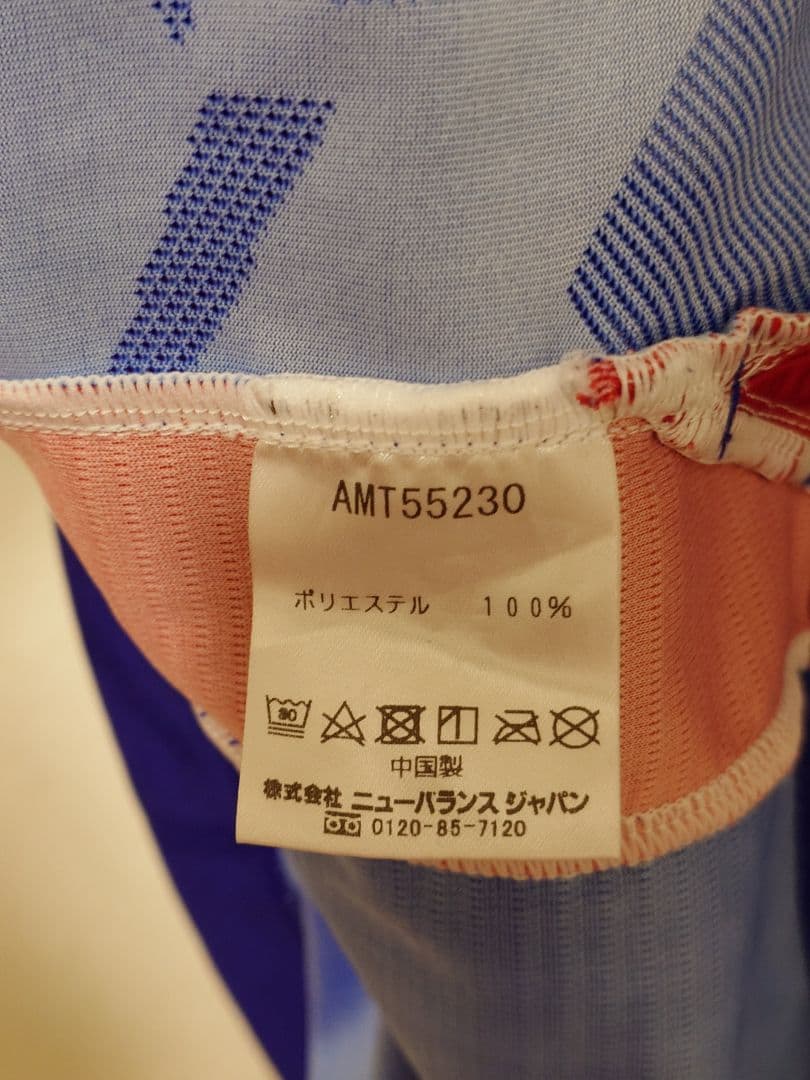 AMT55230
ポリエステル 100%
30
中国製
株式会社 ニューバランス ジャパン
0120-85-7120